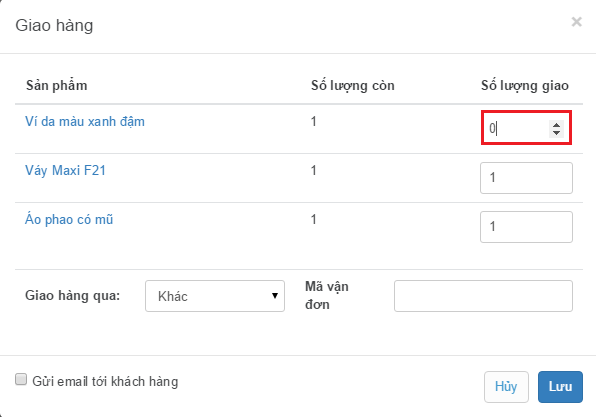 Giao hàng ×
Sản phẩm Số lượng còn Số lượng giao
Ví da màu xanh đậm 1 0
Váy Maxi F21 1 1
Áo phao có mũ 1 1
Giao hàng qua: Khác Mã vận
đơn
Gửi email tới khách hàng Hủy Lưu